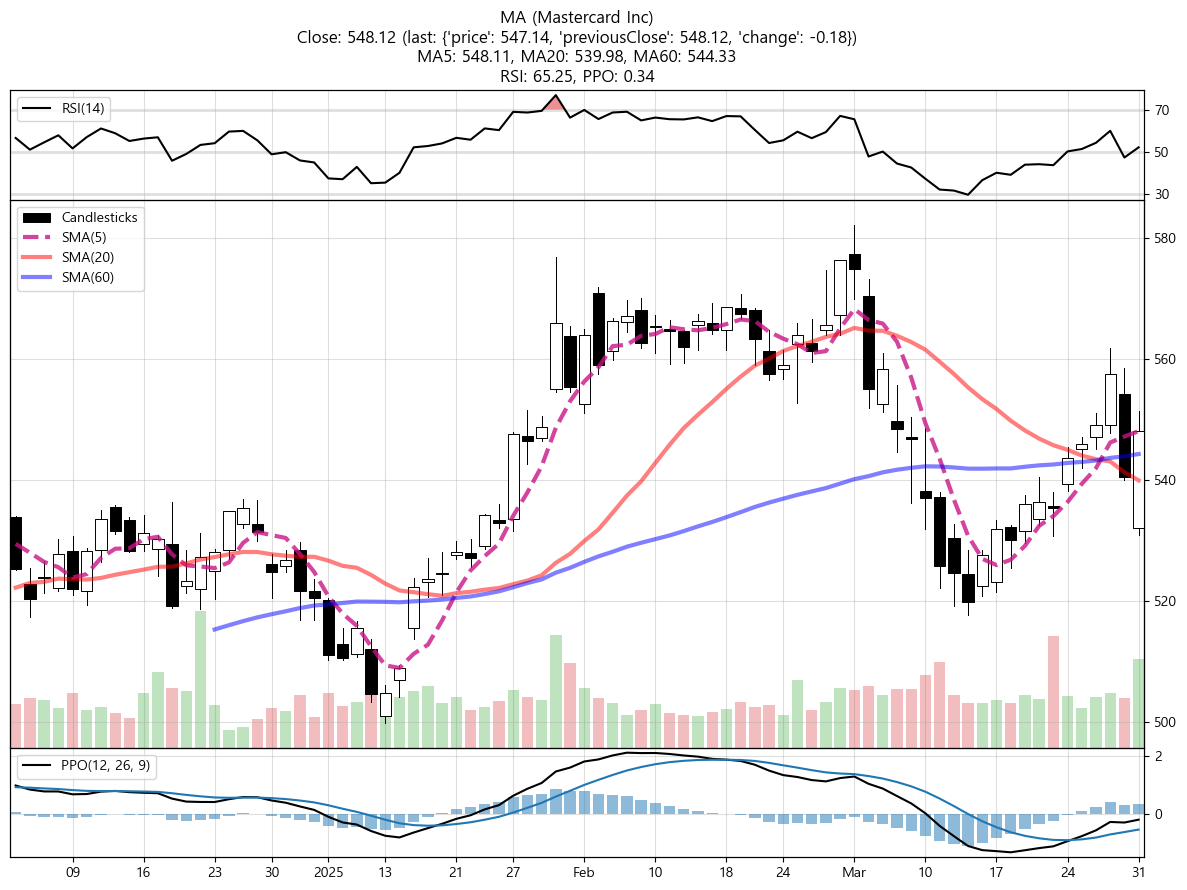 MA (Mastercard Inc)
Close: 548.12 (last: {'price': 547.14, 'previousClose': 548.12, 'change': -0.18})
MA5: 548.11, MA20: 539.98, MA60: 544.33
RSI: 65.25, PPO: 0.34
RSI(14)
70
50
30
Candlesticks
SMA(5)
SMA(20)
SMA(60)
580
560
540
520
500
PPO(12, 26, 9)
2
0
09 16 23 30 2025 13 21 27 Feb 10 18 24 Mar 10 17 24 31